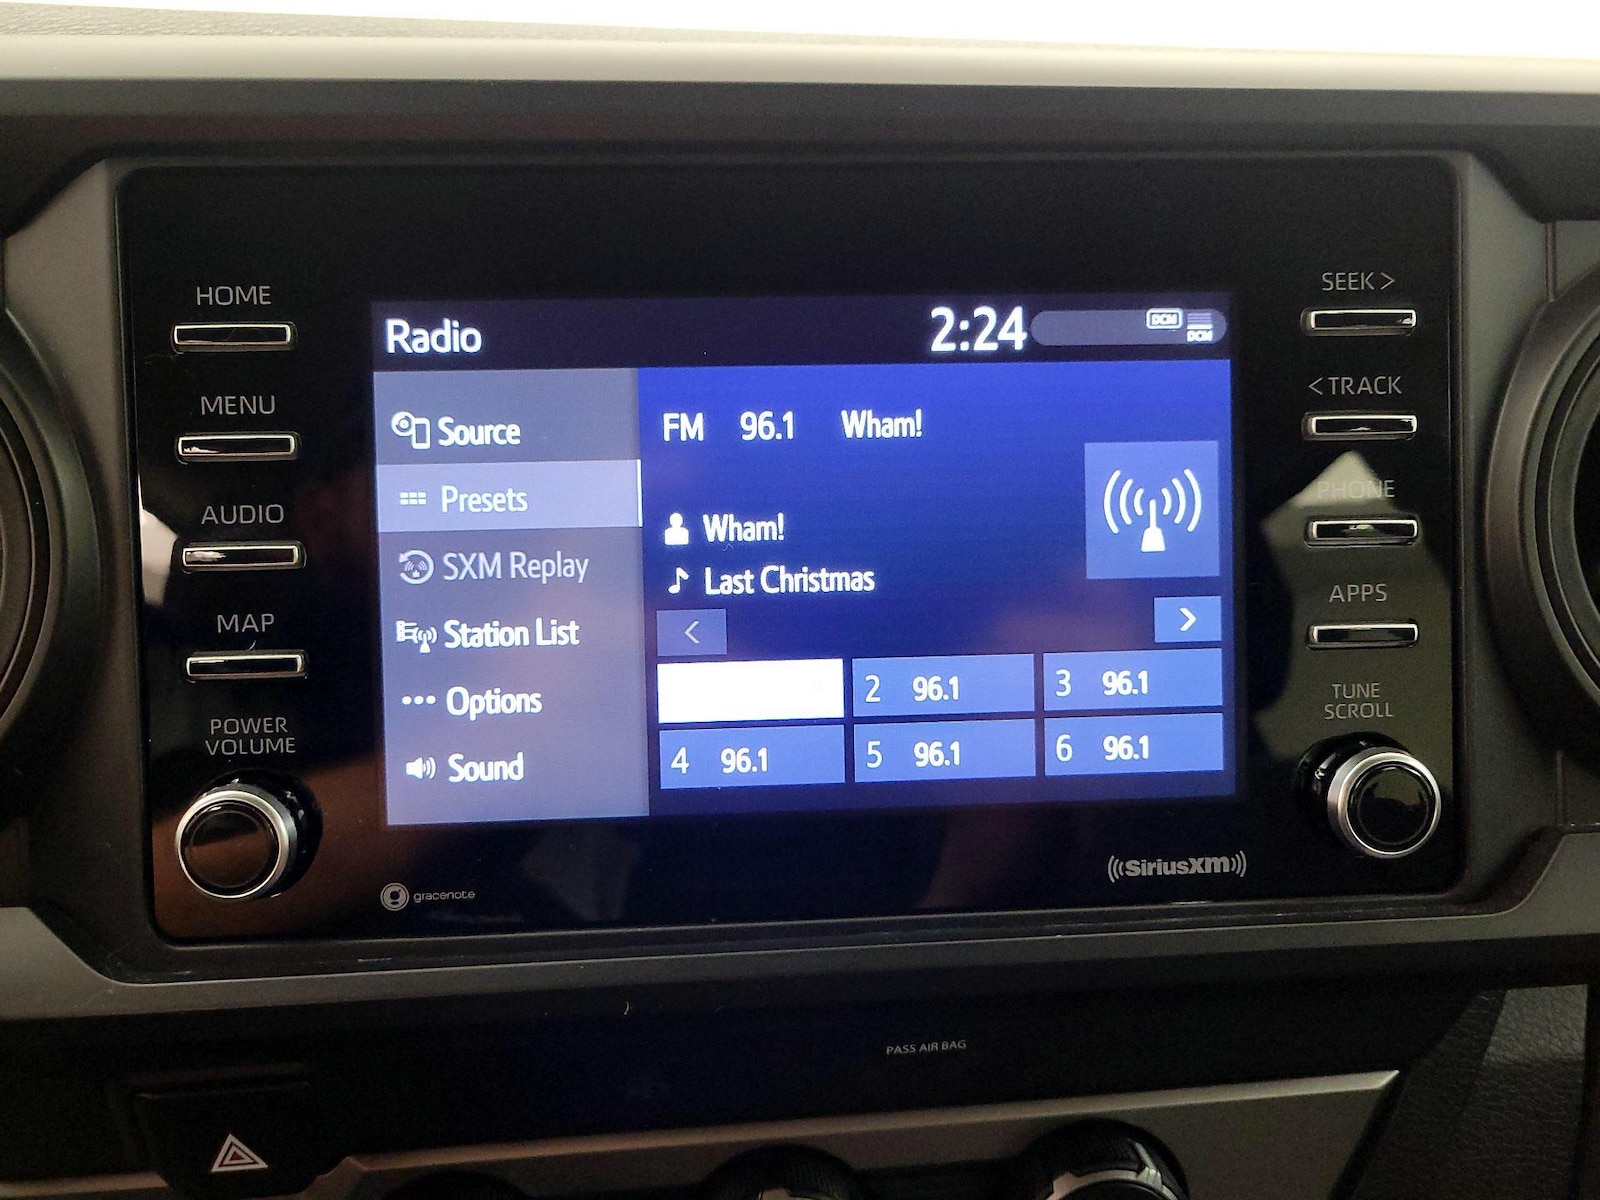 HOME
MENU
AUDIO
MAP
POWER
VOLUME
Radio
2:24
DCM
DCM
Source
Presets
SXM Replay
Station List
Options
Sound
FM 96.1 Wham!
Wham!
Last Christmas
<
>
2 96.1
3 96.1
4 96.1
5 96.1
6 96.1
SEEK >
< TRACK
PHONE
APPS
TUNE
SCROLL
gracenote
SiriusXM
PASS AIR BAG